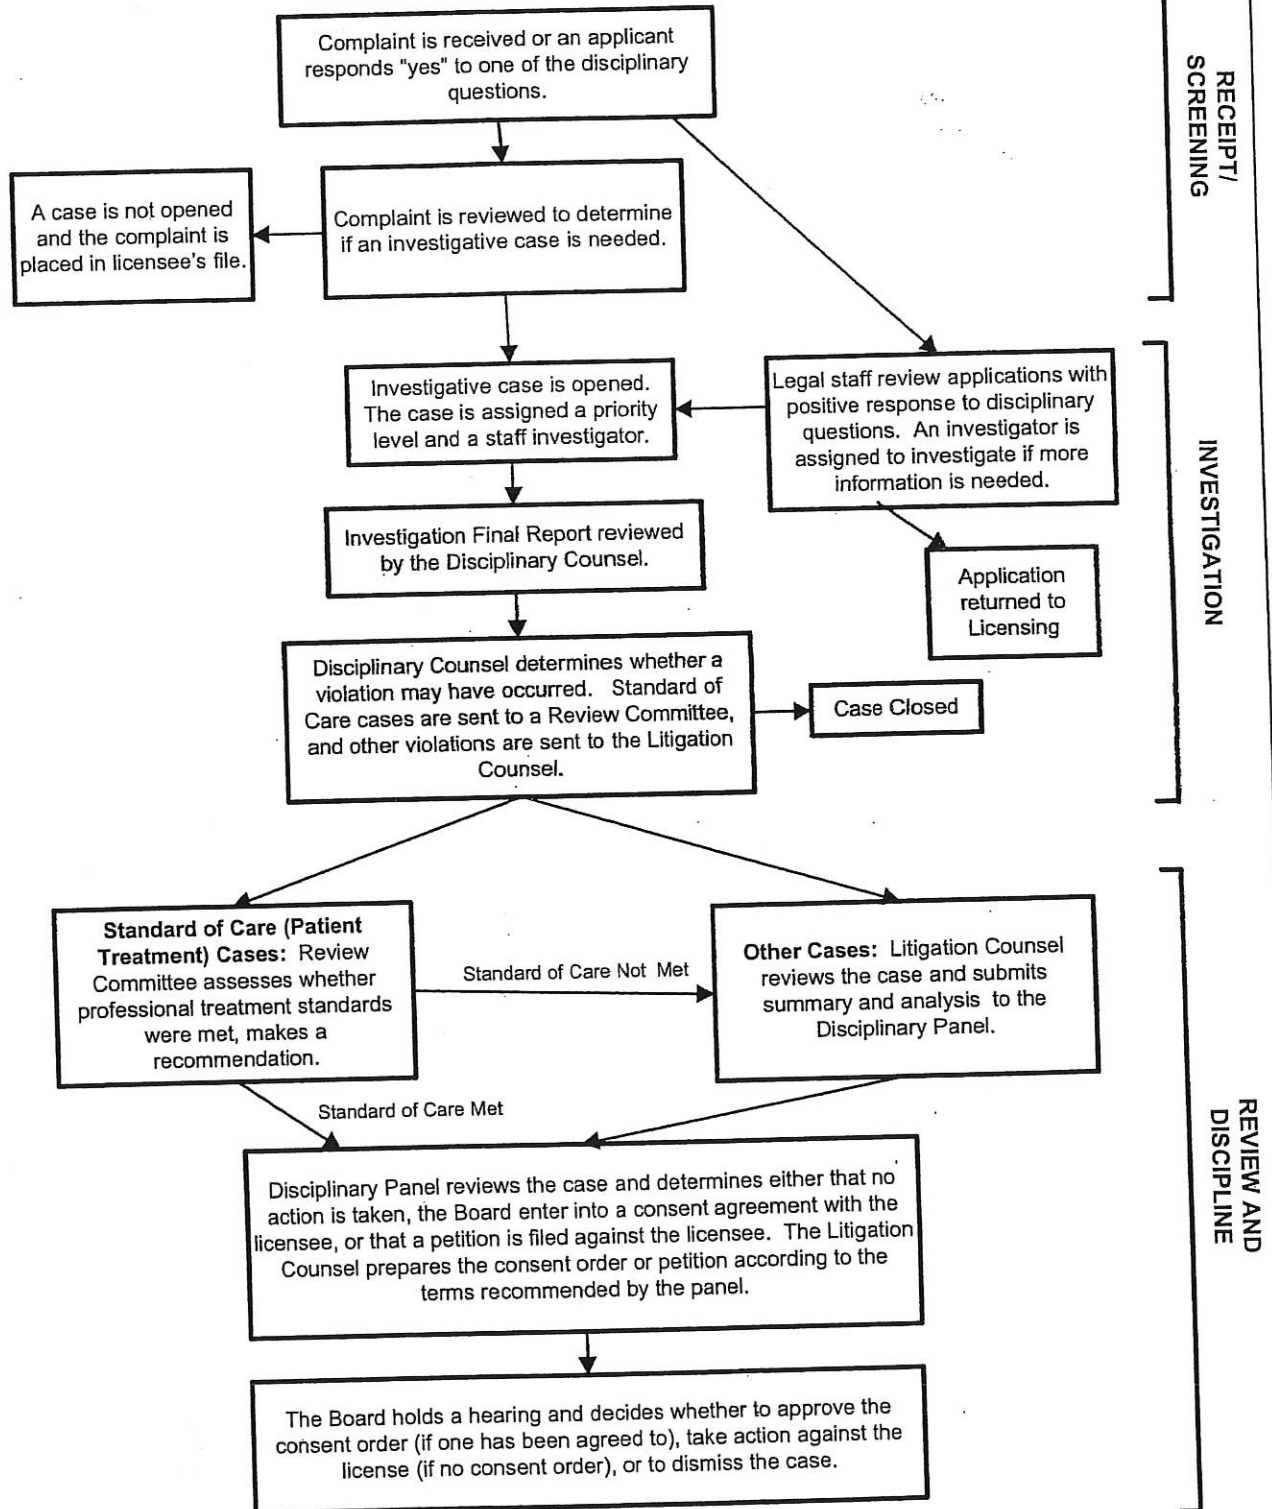 Complaint is received or an applicant
responds "yes" to one of the disciplinary
questions.
RECEIPT/
SCREENING
A case is not opened
and the complaint is
placed in licensee's file.
Complaint is reviewed to determine
if an investigative case is needed.
Investigative case is opened.
The case is assigned a priority
level and a staff investigator.
Legal staff review applications with
positive response to disciplinary
questions. An investigator is
assigned to investigate if more
information is needed.
INVESTIGATION
Investigation Final Report reviewed
by the Disciplinary Counsel.
Application
returned to
Licensing
Disciplinary Counsel determines whether a
violation may have occurred. Standard of
Care cases are sent to a Review Committee,
and other violations are sent to the Litigation
Counsel.
Case Closed
Standard of Care (Patient
Treatment) Cases: Review
Committee assesses whether
professional treatment standards
were met, makes a
recommendation.
Standard of Care Not Met
Other Cases: Litigation Counsel
reviews the case and submits
summary and analysis to the
Disciplinary Panel.
Standard of Care Met
REVIEW AND
DISCIPLINE
Disciplinary Panel reviews the case and determines either that no
action is taken, the Board enter into a consent agreement with the
licensee, or that a petition is filed against the licensee. The Litigation
Counsel prepares the consent order or petition according to the
terms recommended by the panel.
The Board holds a hearing and decides whether to approve the
consent order (if one has been agreed to), take action against the
license (if no consent order), or to dismiss the case.